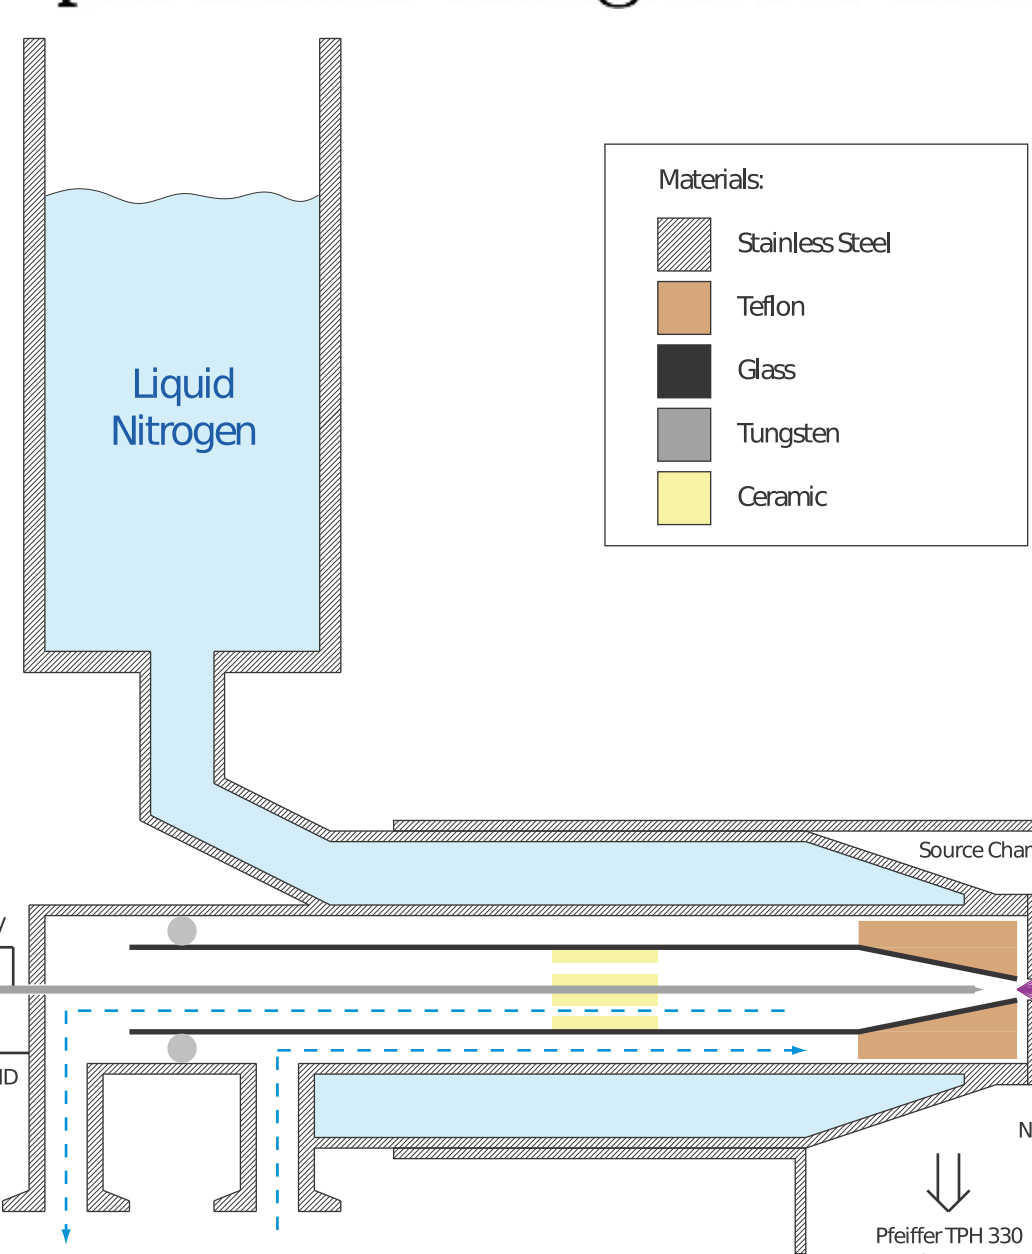 Materials:
Stainless Steel
Teflon
Glass
Tungsten
Ceramic
Liquid
Nitrogen
Pfeiffer TPH 330